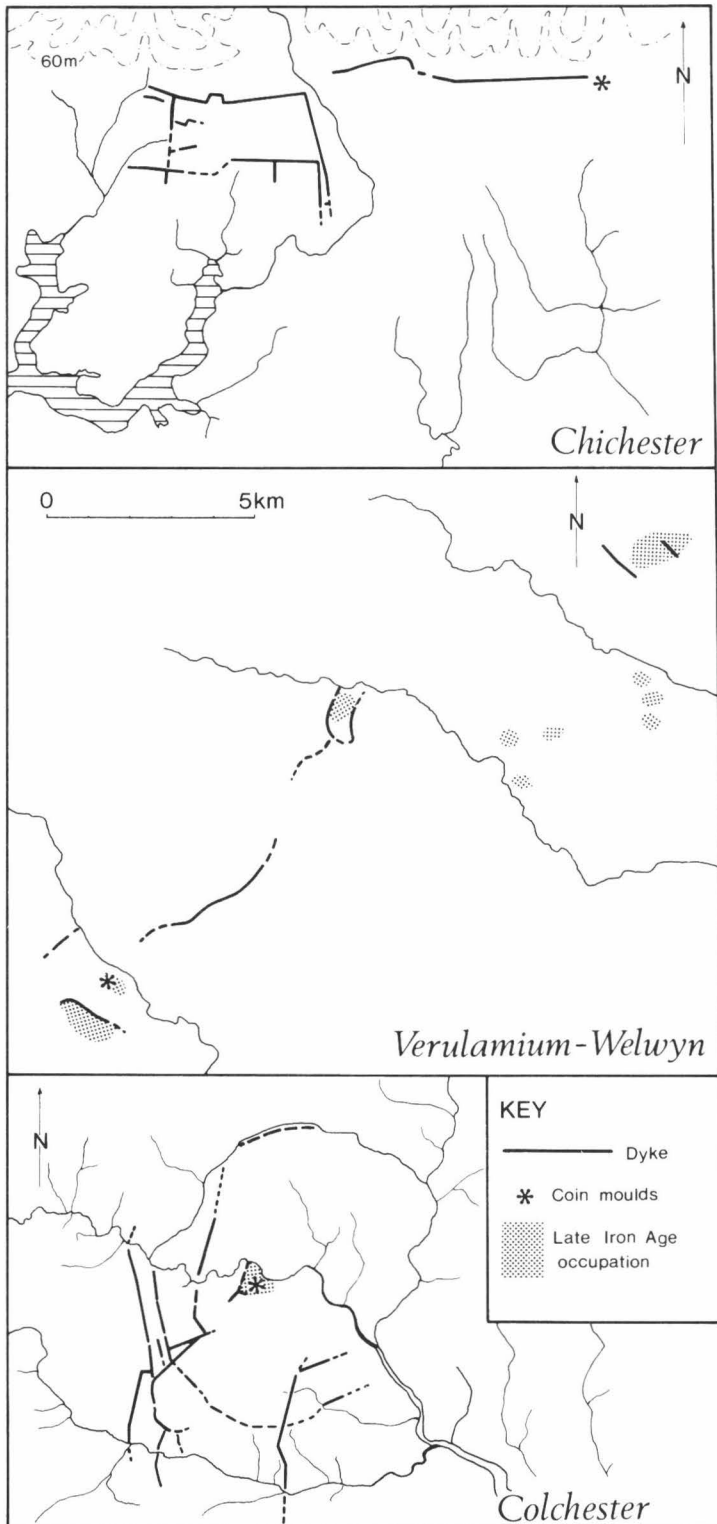 60m
N
Chichester
0 5km
N
Verulamium-Welwyn
N
KEY
Dyke
Coin moulds
Late Iron Age
occupation
Colchester